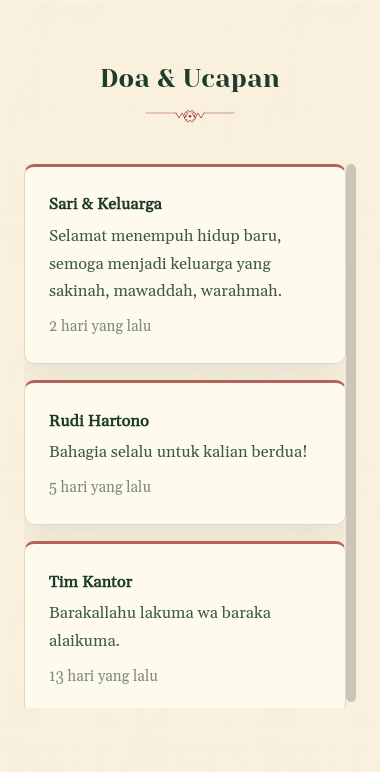 Doa & Ucapan
Sari & Keluarga
Selamat menempuh hidup baru,
semoga menjadi keluarga yang
sakinah, mawaddah, warahmah.
2 hari yang lalu
Rudi Hartono
Bahagia selalu untuk kalian berdua!
5 hari yang lalu
Tim Kantor
Barakallahu lakuma wa baraka
alaikuma.
13 hari yang lalu